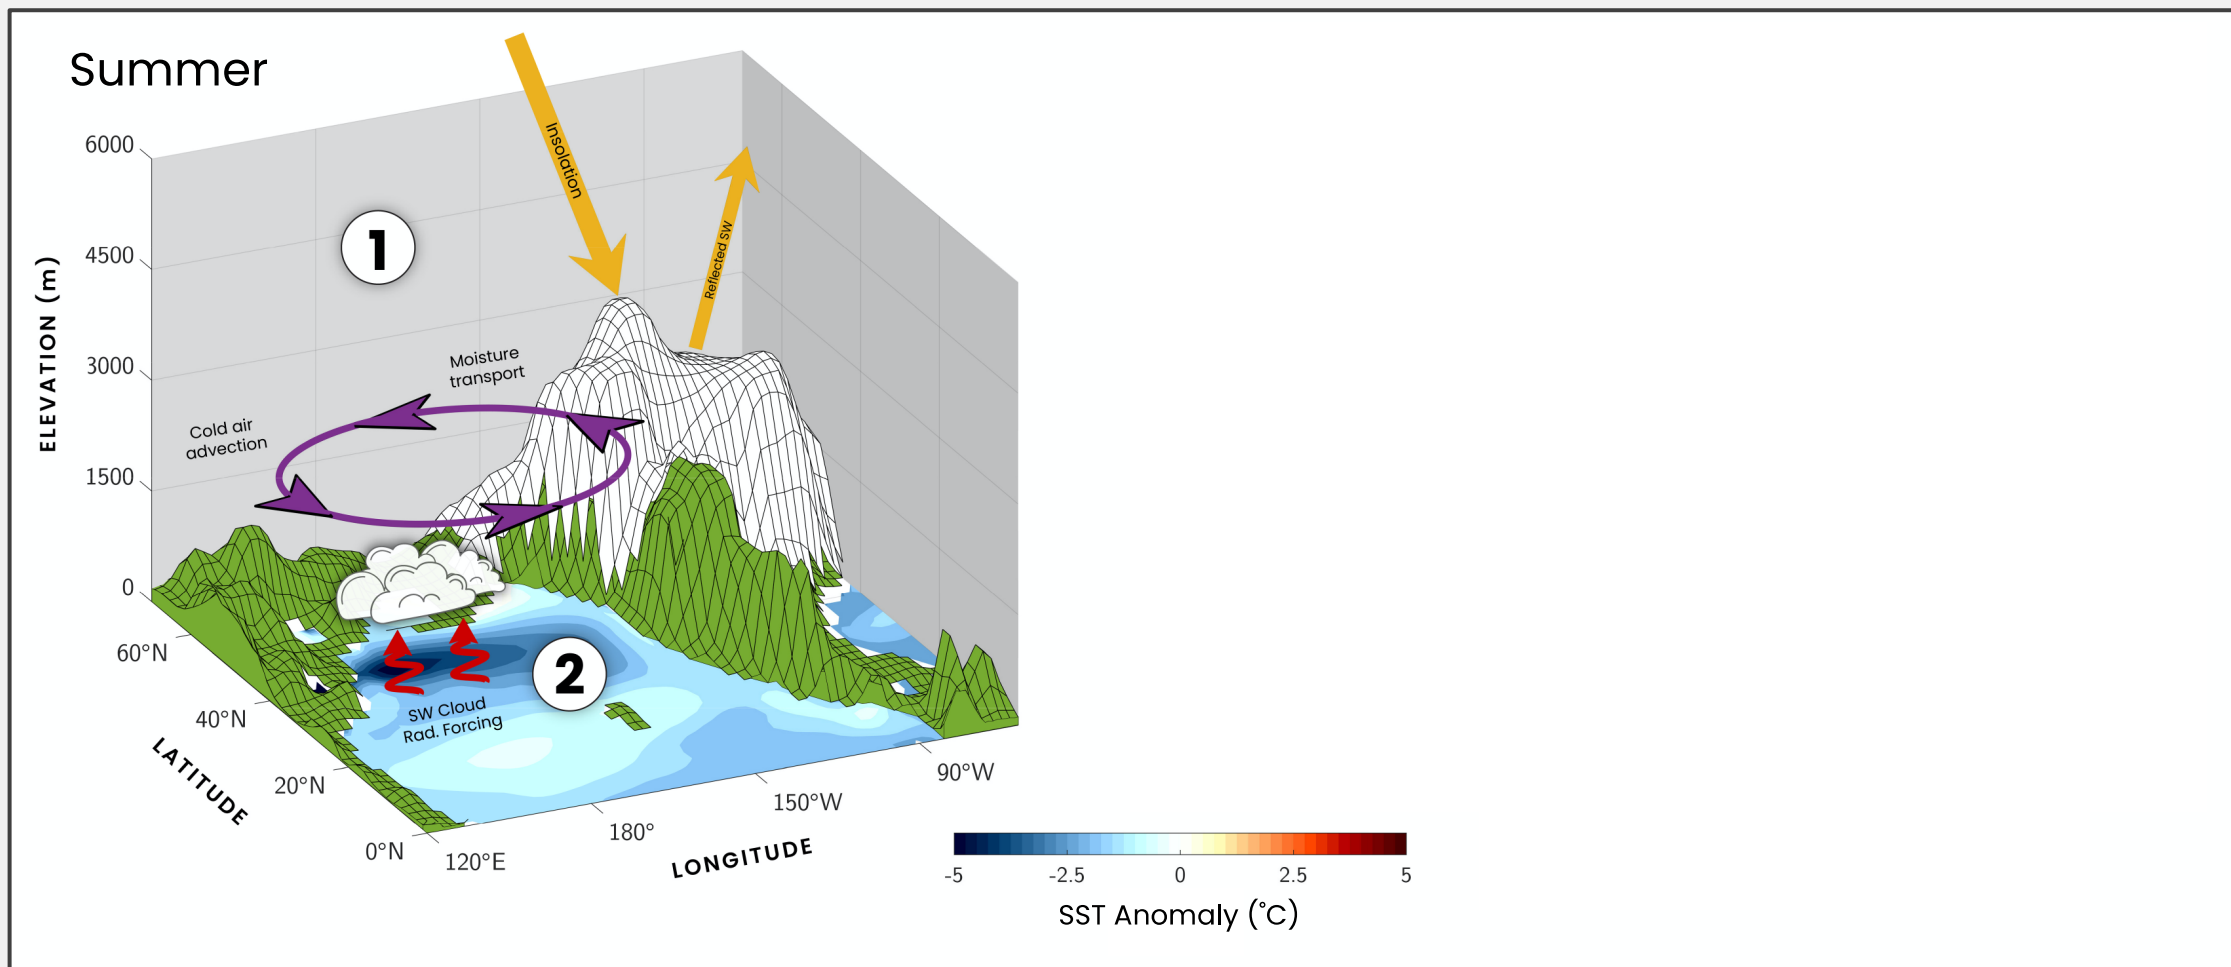 Summer
Insolation
Reflected SW
6000
4500
3000
1500
0
ELEVATION (m)
1
Moisture
transport
Cold air
advection
2
SW Cloud
Rad. Forcing
60°N
40°N
20°N
0°N
LATITUDE
120°E
180°
150°W
90°W
LONGITUDE
-5 -2.5 0 2.5 5
SST Anomaly (°C)